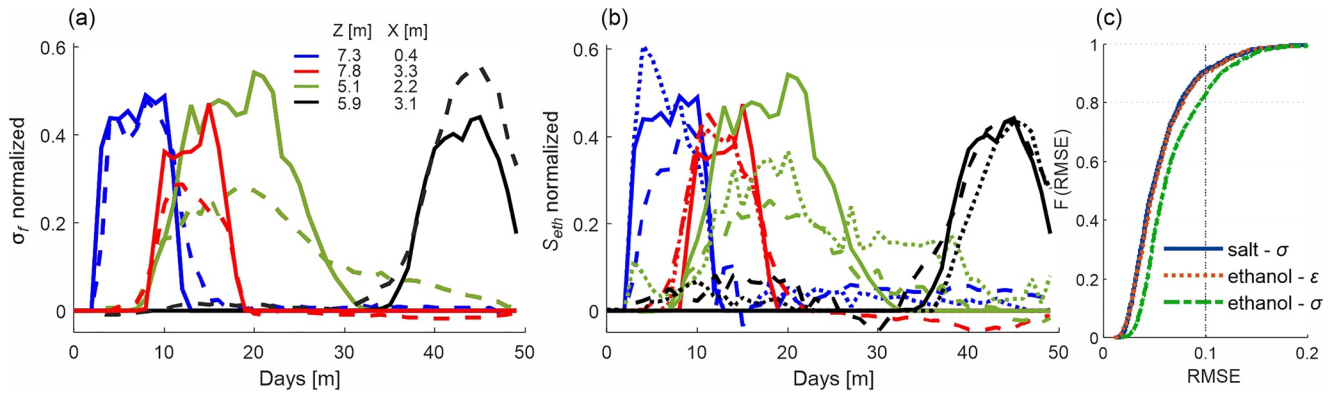 (a)
σf normalized
0.6
0.4
0.2
0
Z [m] X [m]
7.3 0.4
7.8 3.3
5.1 2.2
5.9 3.1
0 10 20 30 40 50
Days [m]
(b)
Seth normalized
0.6
0.4
0.2
0
0 10 20 30 40 50
Days [m]
(c)
F (RMSE)
1
0.8
0.6
0.4
0.2
0
salt - σ
ethanol - ε
ethanol - σ
0 0.1 0.2
RMSE